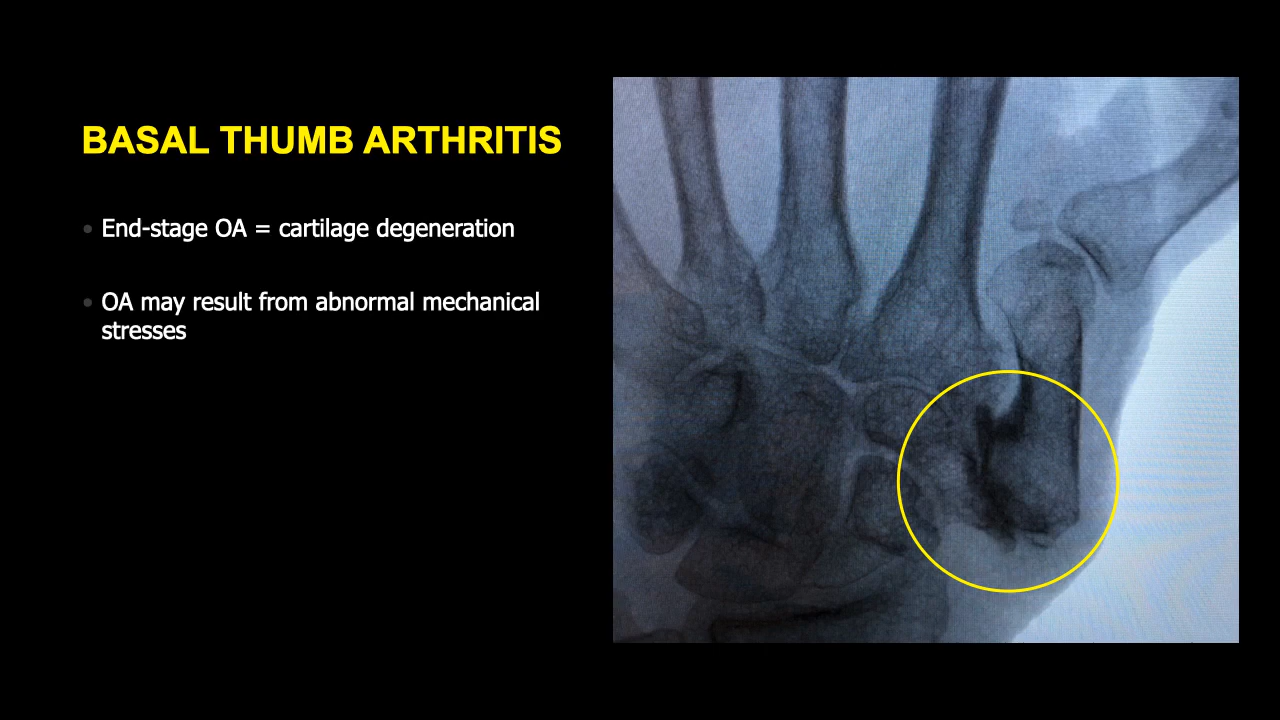 BASAL THUMB ARTHRITIS
• End-stage OA = cartilage degeneration
• OA may result from abnormal mechanical
stresses